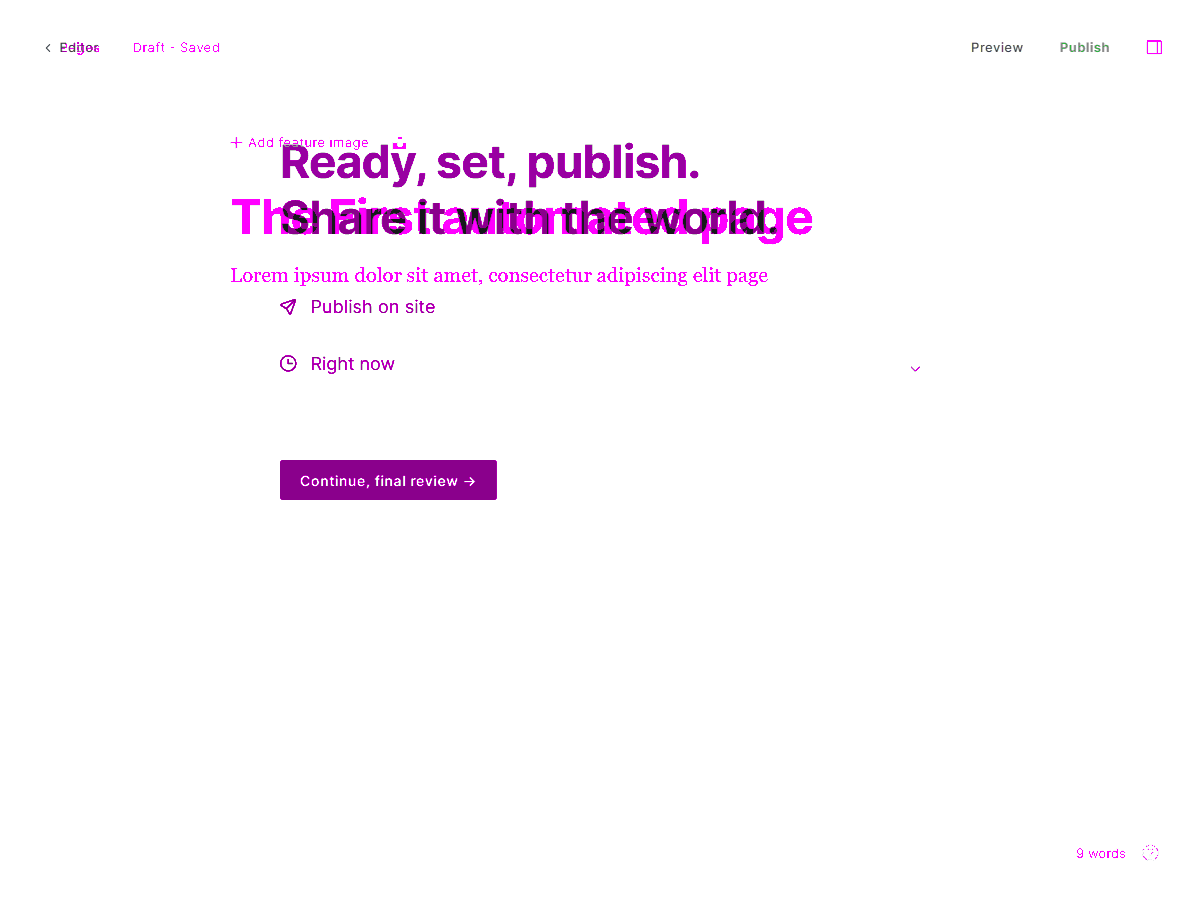 Editor
Pages
Draft - Saved
Preview
Publish
Add feature image
Ready, set, publish.
Share it with the world.
The First automated page
Lorem ipsum dolor sit amet, consectetur adipiscing elit page
Publish on site
Right now
Continue, final review →
9 words